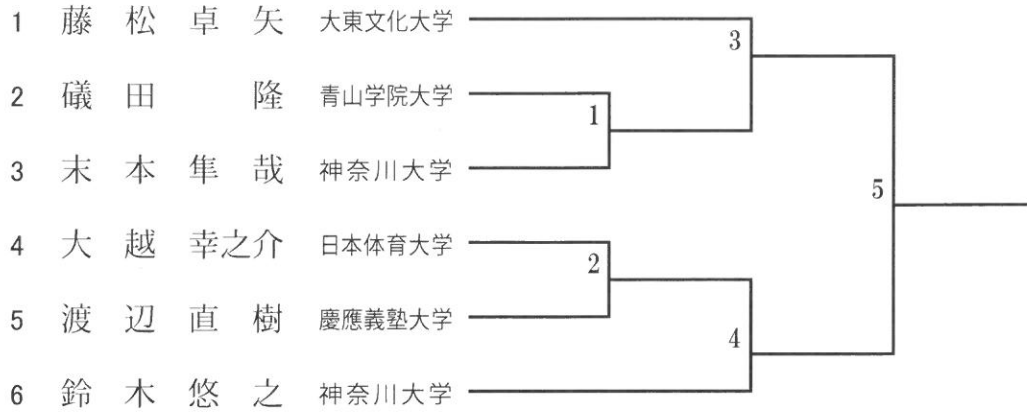 1 藤松卓矢 大東文化大学
3
2 礒田 隆 青山学院大学
1
3 末本隼哉 神奈川大学
5
4 大越幸之介 日本体育大学
2
5 渡辺直樹 慶應義塾大学
4
6 鈴木悠之 神奈川大学